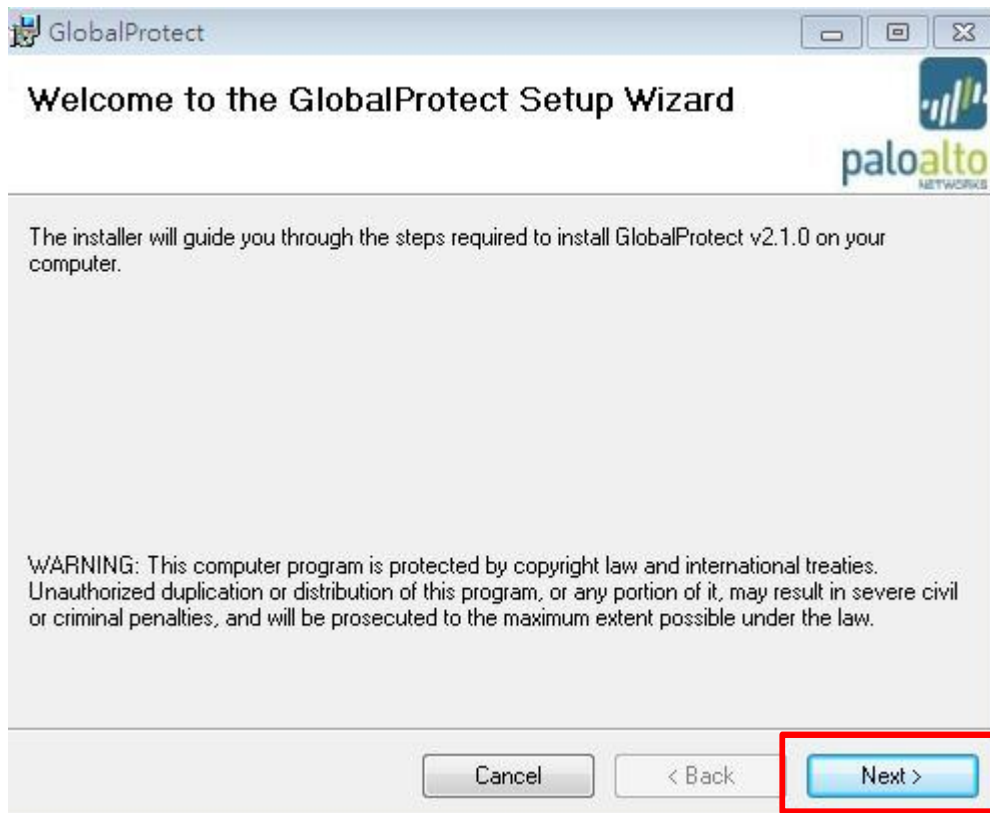 GlobalProtect
Welcome to the GlobalProtect Setup Wizard
paloalto
NETWORKS
The installer will guide you through the steps required to install GlobalProtect v2.1.0 on your
computer.
WARNING: This computer program is protected by copyright law and international treaties.
Unauthorized duplication or distribution of this program, or any portion of it, may result in severe civil
or criminal penalties, and will be prosecuted to the maximum extent possible under the law.
Cancel < Back Next >